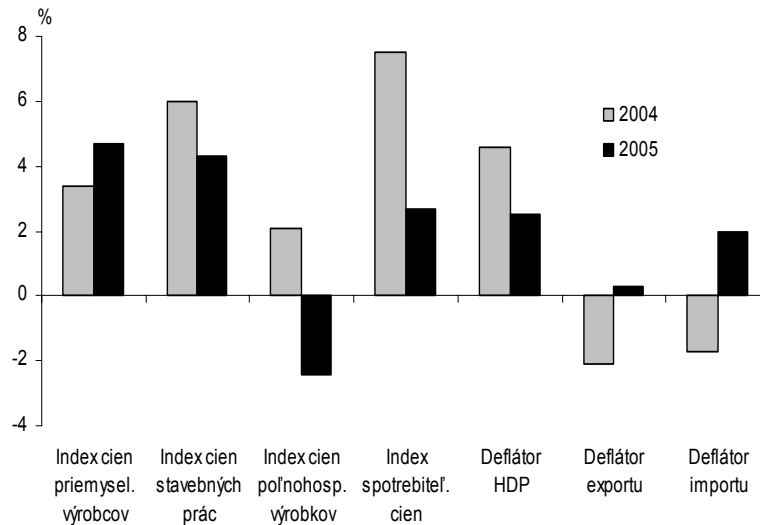 %
8
6
4
2
0
-2
-4
2004
2005
Index cien
priemysel.
výrobcov
Index cien
stavebných
prác
Index cien
poľnohosp.
výrobkov
Index
spotrebiteľ.
cien
Deflátor
HDP
Deflátor
exportu
Deflátor
importu